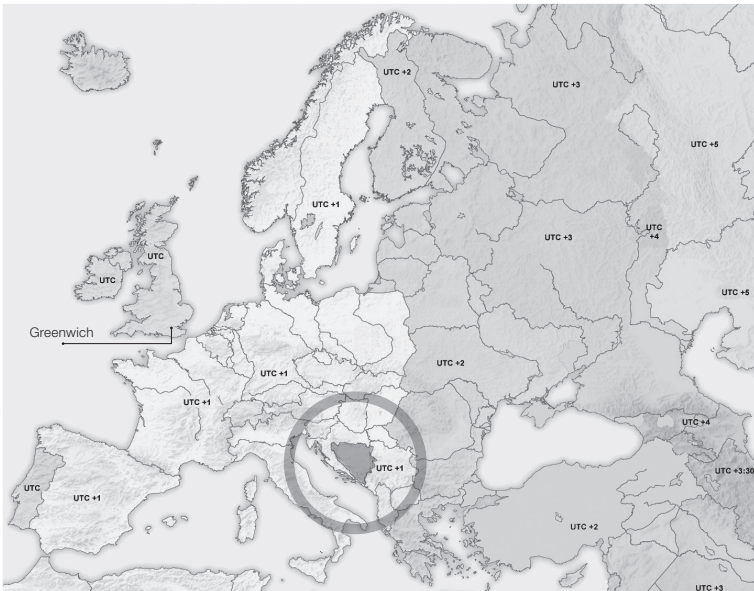 UTC +2
UTC +3
UTC +5
UTC +1
UTC +3
UTC
+4
UTC
UTC
UTC +5
Greenwich
UTC +2
UTC +1
UTC +1
UTC +4
UTC +1
UTC +3:30
UTC
UTC +1
UTC +2
UTC +3